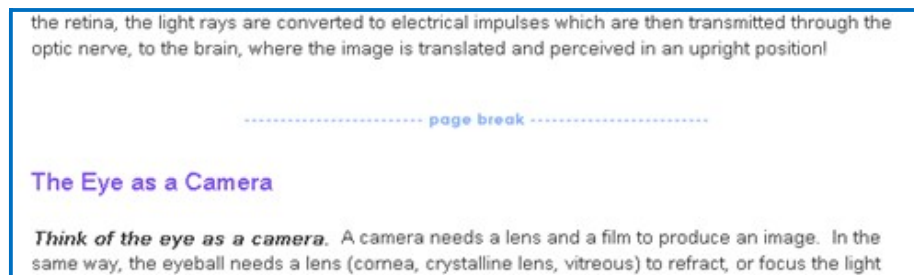 the retina, the light rays are converted to electrical impulses which are then transmitted through the
optic nerve, to the brain, where the image is translated and perceived in an upright position!
------------------------- page break -------------------------
The Eye as a Camera
Think of the eye as a camera. A camera needs a lens and a film to produce an image. In the
same way, the eyeball needs a lens (cornea, crystalline lens, vitreous) to refract, or focus the light